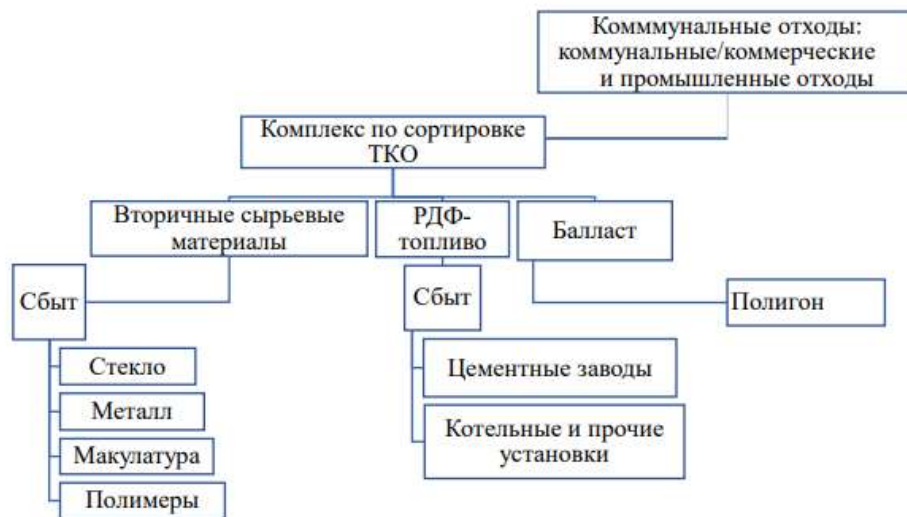 Комммунальные отходы:
коммунальные/коммерческие
и промышленные отходы
Комплекс по сортировке
ТКО
Вторичные сырьевые
материалы
РДФ-
топливо
Балласт
Сбыт
Сбыт
Полигон
Стекло
Металл
Макулатура
Полимеры
Цементные заводы
Котельные и прочие
установки